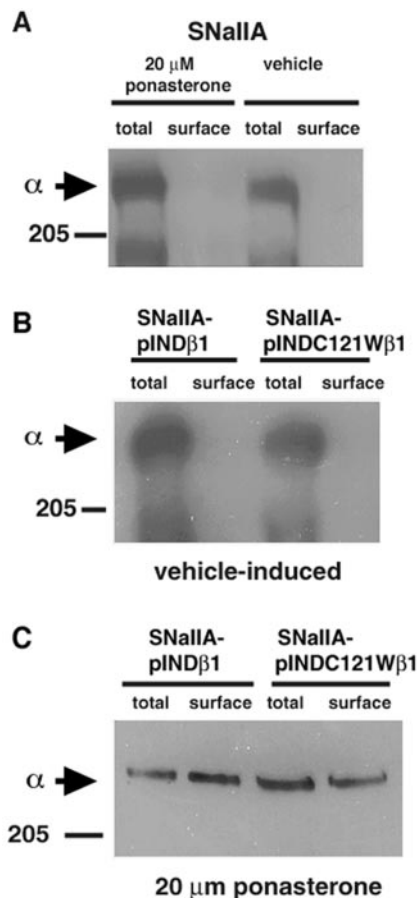 A
SNaIIA
20 μM
ponasterone
vehicle
total surface total surface
α
205
B
SNaIIA-
pINDβ1
SNaIIA-
pINDC121Wβ1
total surface total surface
α
205
vehicle-induced
C
SNaIIA-
pINDβ1
SNaIIA-
pINDC121Wβ1
total surface total surface
α
205
20 μm ponasterone